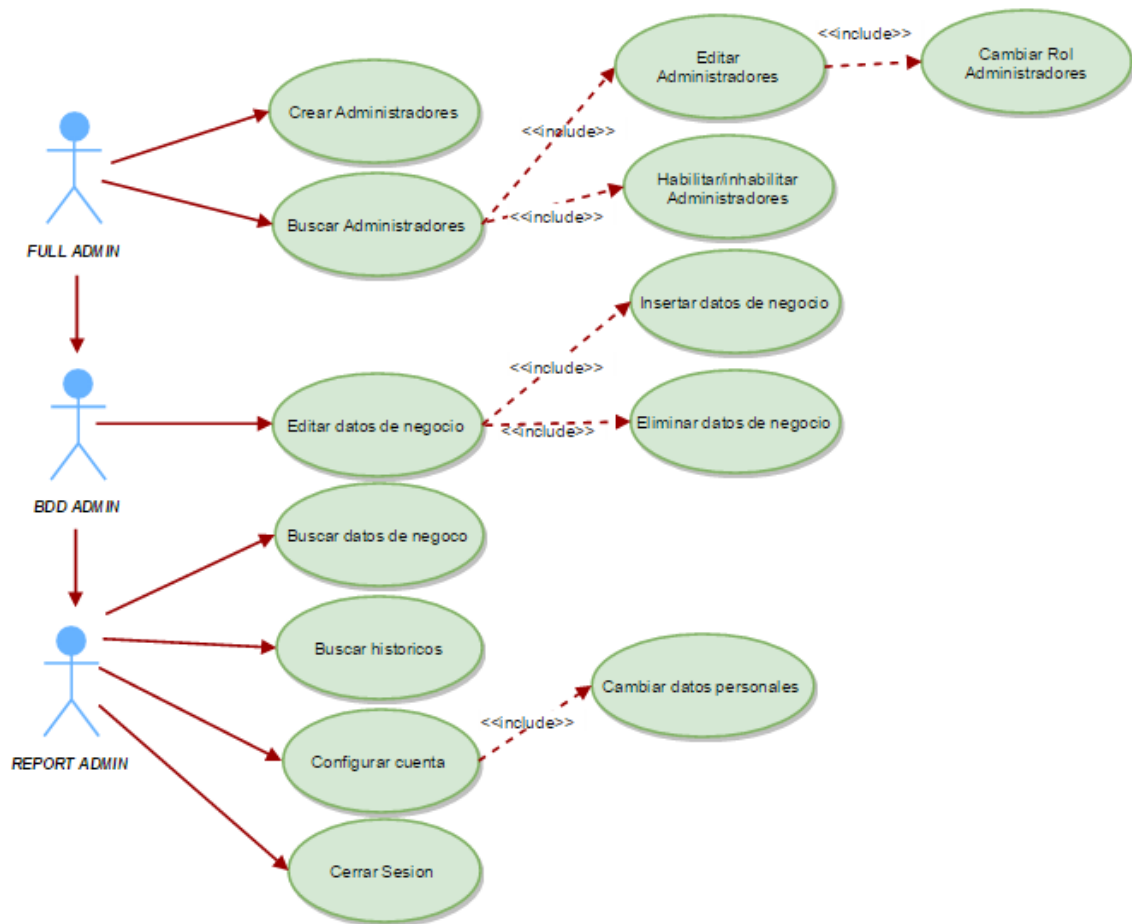 <<include>>
Editar
Administradores
Cambiar Rol
Administradores
Crear Administradores
<<include>>
Habilitar/inhabilitar
Administradores
Buscar Administradores
<<include>>
FULL ADMIN
Insertar datos de negocio
<<include>>
Editar datos de negocio
<<include>>
Eliminar datos de negocio
BDD ADMIN
Buscar datos de negoco
Buscar historicos
Cambiar datos personales
<<include>>
Configurar cuenta
REPORT ADMIN
Cerrar Sesion